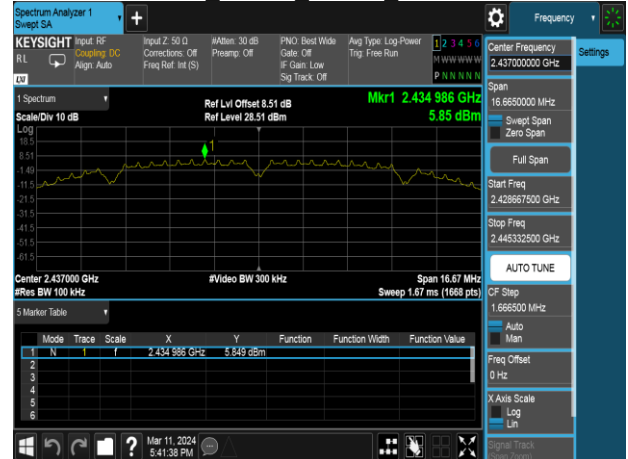 Spectrum Analyzer 1
Swept SA
Frequency
Settings
KEYSIGHT
RL
LXI
Input: RF
Coupling: DC
Align: Auto
Input Z: 50 Ω
Corrections: Off
Freq Ref: Int (S)
#Atten: 30 dB
Preamp: Off
PNO: Best Wide
Gate: Off
IF Gain: Low
Sig Track: Off
Avg Type: Log-Power
Trig: Free Run
1 2 3 4 5 6
M W W W W W
P N N N N N
1 Spectrum
Scale/Div 10 dB
Ref Lvl Offset 8.51 dB
Ref Level 28.51 dBm
Mkr1 2.434 986 GHz
5.85 dBm
Log
18.5
8.51
-1.49
-11.5
-21.5
-31.5
-41.5
-51.5
-61.5
1
Center 2.437000 GHz
#Res BW 100 kHz
#Video BW 300 kHz
Span 16.67 MHz
Sweep 1.67 ms (1668 pts)
5 Marker Table
Mode Trace Scale X Y Function Function Width Function Value
1 N 1 f 2.434 986 GHz 5.849 dBm
2
3
4
5
6
Mar 11, 2024
5:41:38 PM
Center Frequency
2.437000000 GHz
Span
16.6650000 MHz
Swept Span
Zero Span
Full Span
Start Freq
2.428667500 GHz
Stop Freq
2.445332500 GHz
AUTO TUNE
CF Step
1.666500 MHz
Auto
Man
Freq Offset
0 Hz
X Axis Scale
Log
Lin
Signal Track
(Span Zoom)